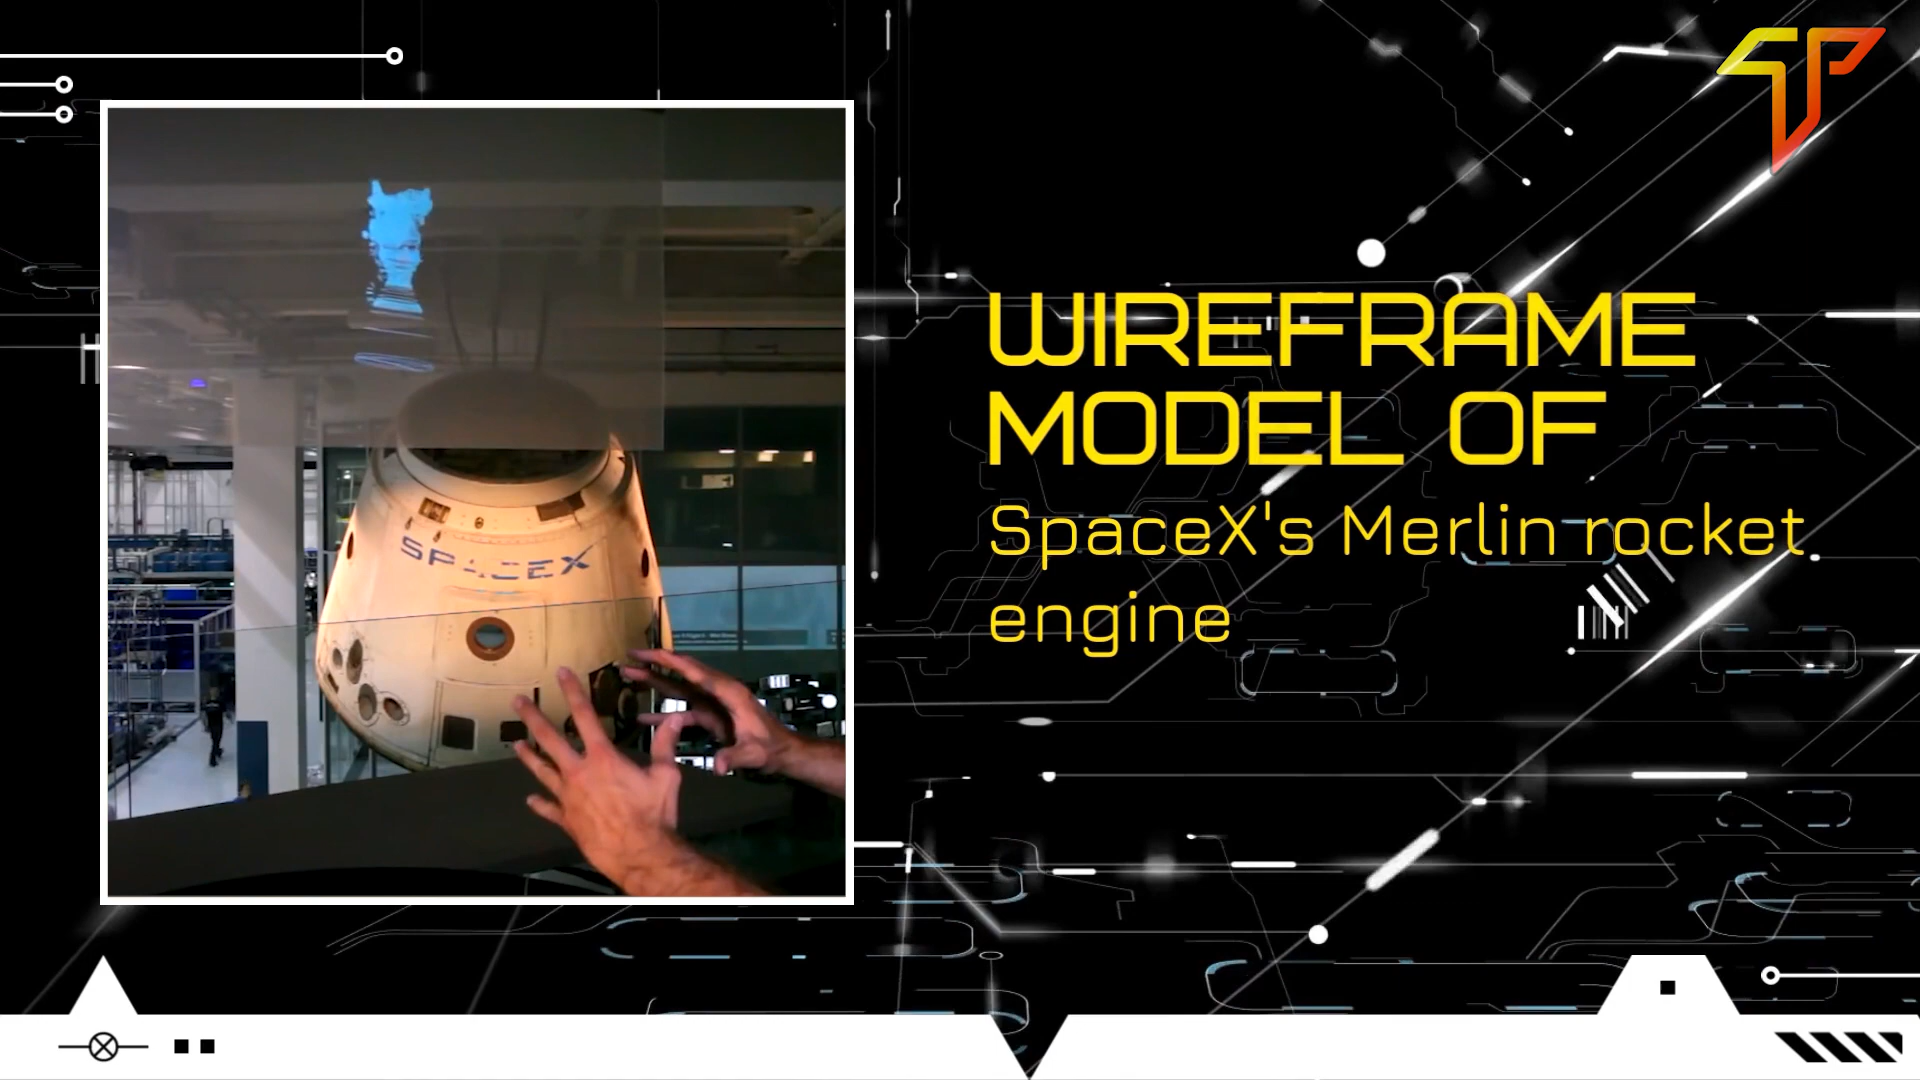 SPACEX
WIREFRAME
MODEL OF
SpaceX's Merlin rocket
engine